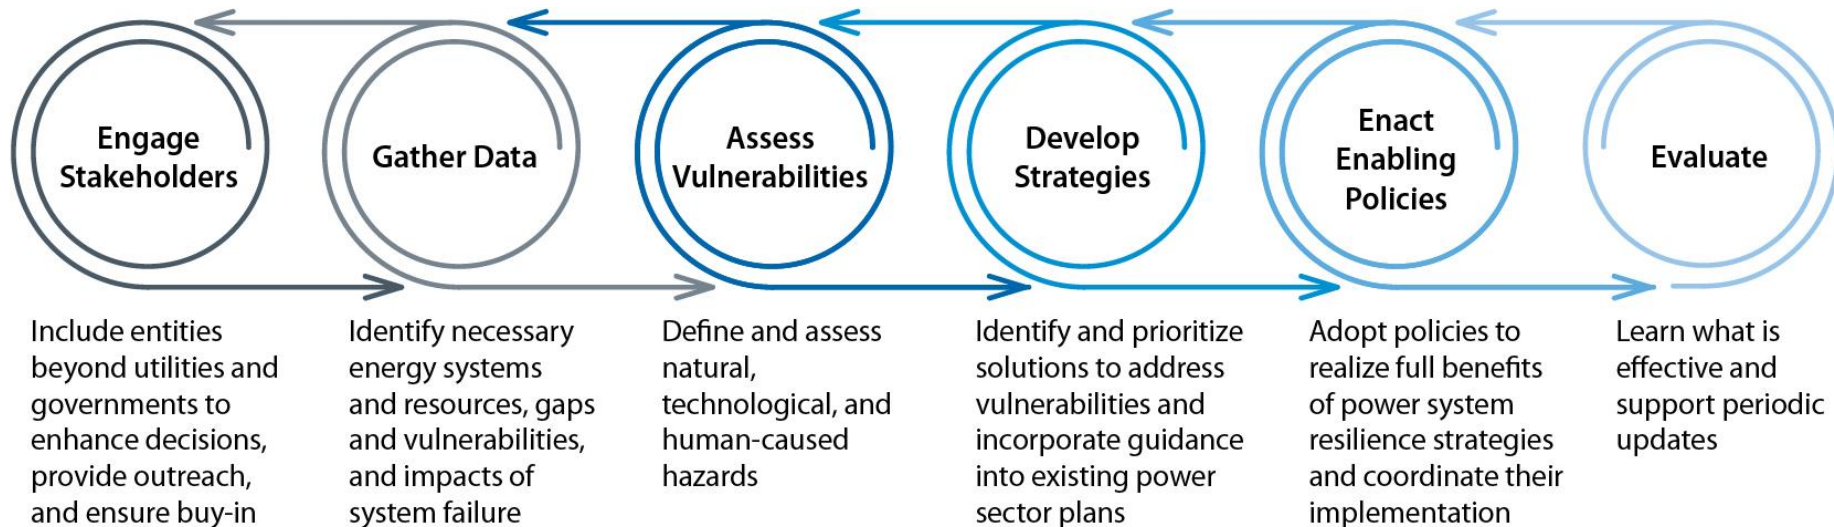 Engage
Stakeholders
Gather Data
Assess
Vulnerabilities
Develop
Strategies
Enact
Enabling
Policies
Evaluate
Include entities
beyond utilities and
governments to
enhance decisions,
provide outreach,
and ensure buy-in
Identify necessary
energy systems
and resources, gaps
and vulnerabilities,
and impacts of
system failure
Define and assess
natural,
technological, and
human-caused
hazards
Identify and prioritize
solutions to address
vulnerabilities and
incorporate guidance
into existing power
sector plans
Adopt policies to
realize full benefits
of power system
resilience strategies
and coordinate their
implementation
Learn what is
effective and
support periodic
updates